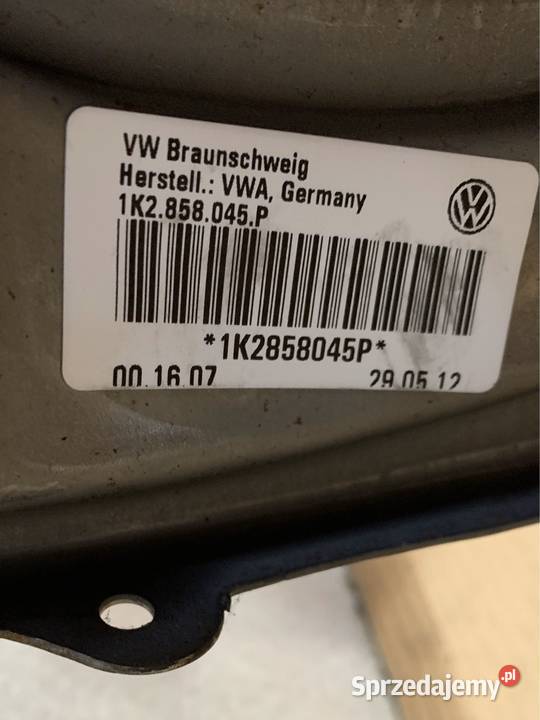 VW Braunschweig
Herstell.: VWA, Germany
1K2.858.045.P
*1K2858045P*
00 16 07 29 05 12
Sprzedajemy.pl